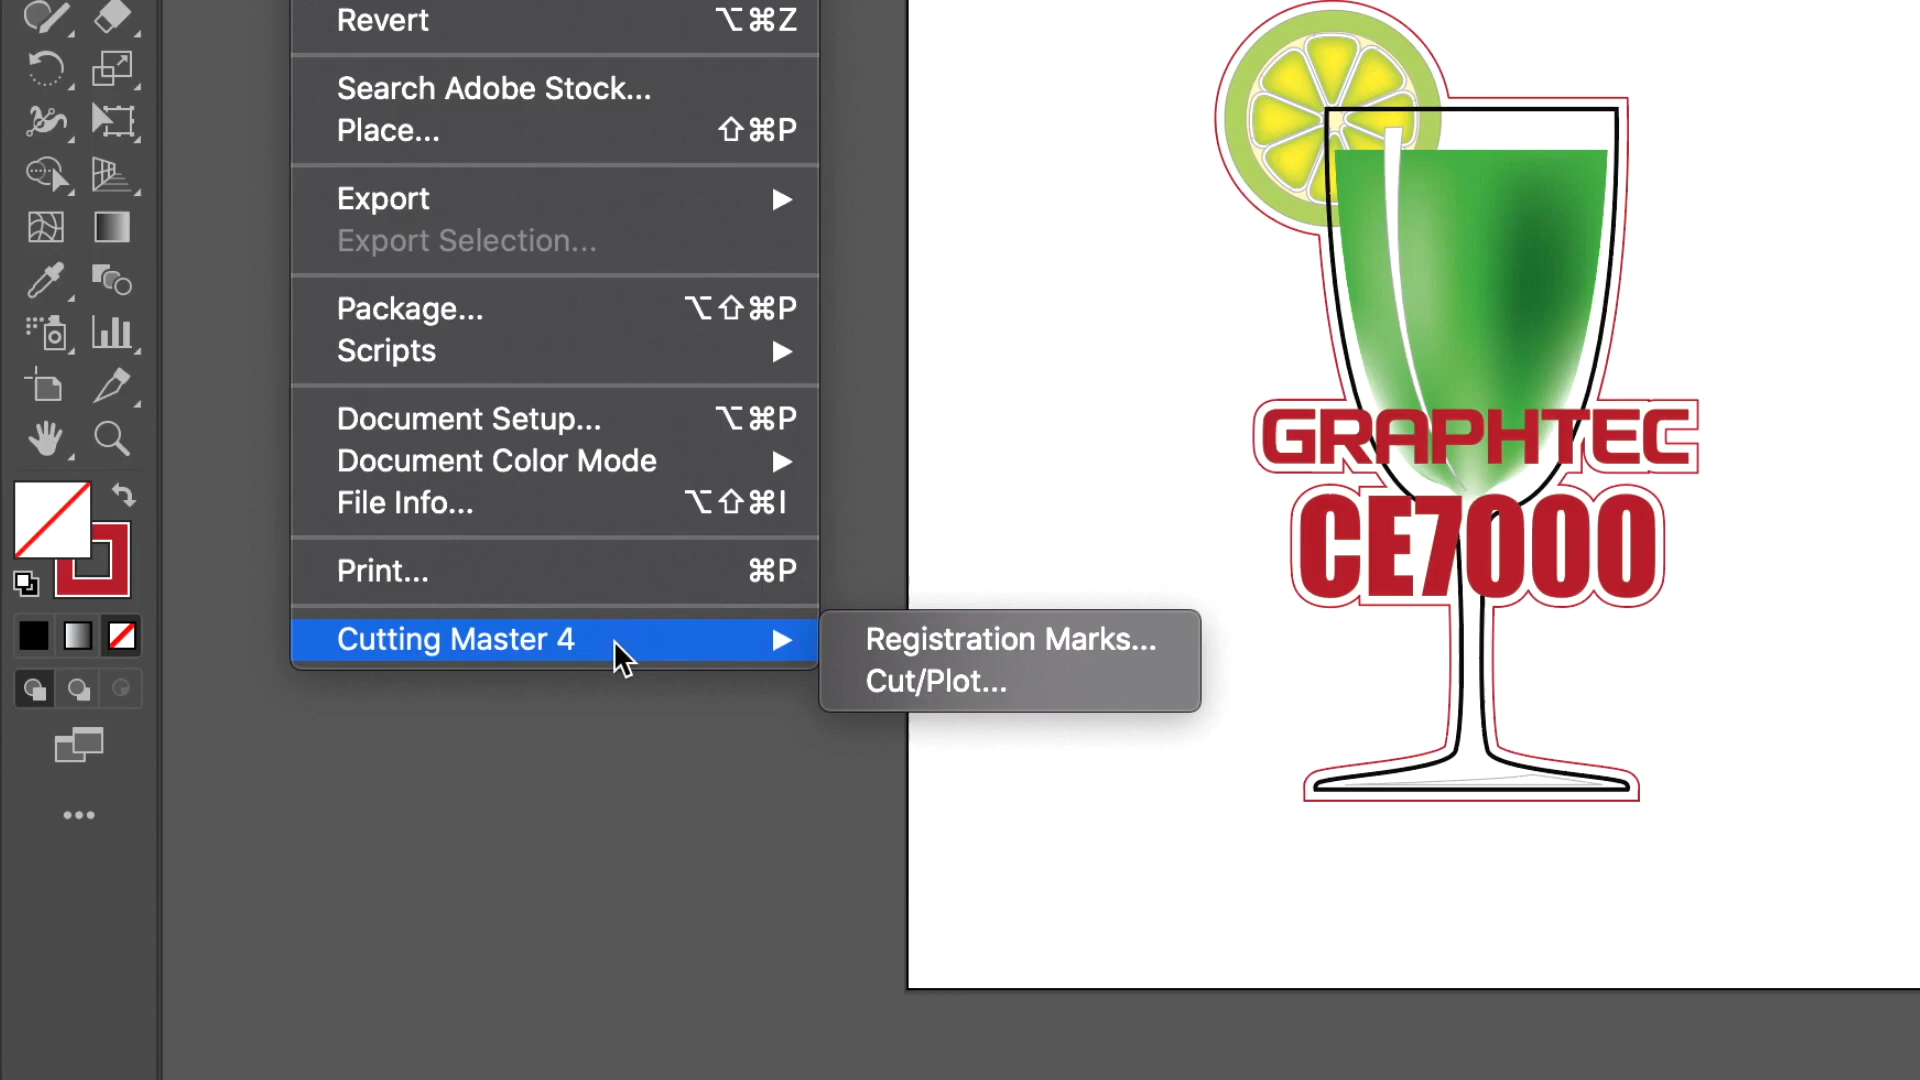 Revert ⌥⌘Z
Search Adobe Stock...
Place... ⇧⌘P
Export ▶
Export Selection...
Package... ⌥⇧⌘P
Scripts ▶
Document Setup... ⌥⌘P
Document Color Mode ▶
File Info... ⌥⇧⌘I
Print... ⌘P
Cutting Master 4 ▶
Registration Marks...
Cut/Plot...
GRAPHTEC
CE7000